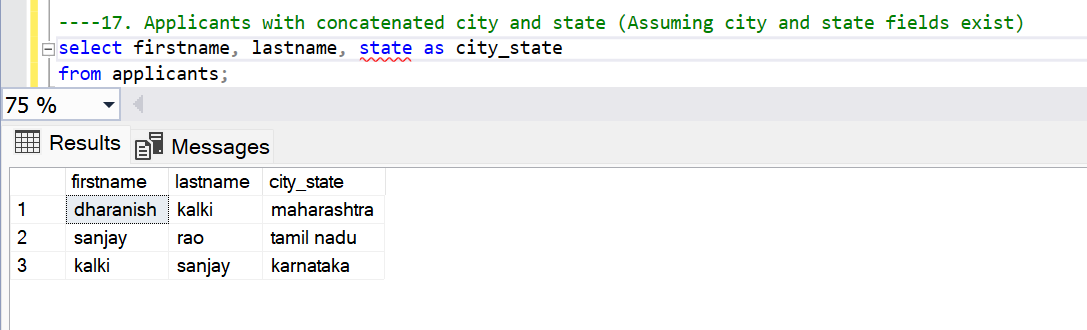 ----17. Applicants with concatenated city and state (Assuming city and state fields exist)
select firstname, lastname, state as city_state
from applicants;
75 %
Results Messages
firstname lastname city_state
1 dharanish kalki maharashtra
2 sanjay rao tamil nadu
3 kalki sanjay karnataka